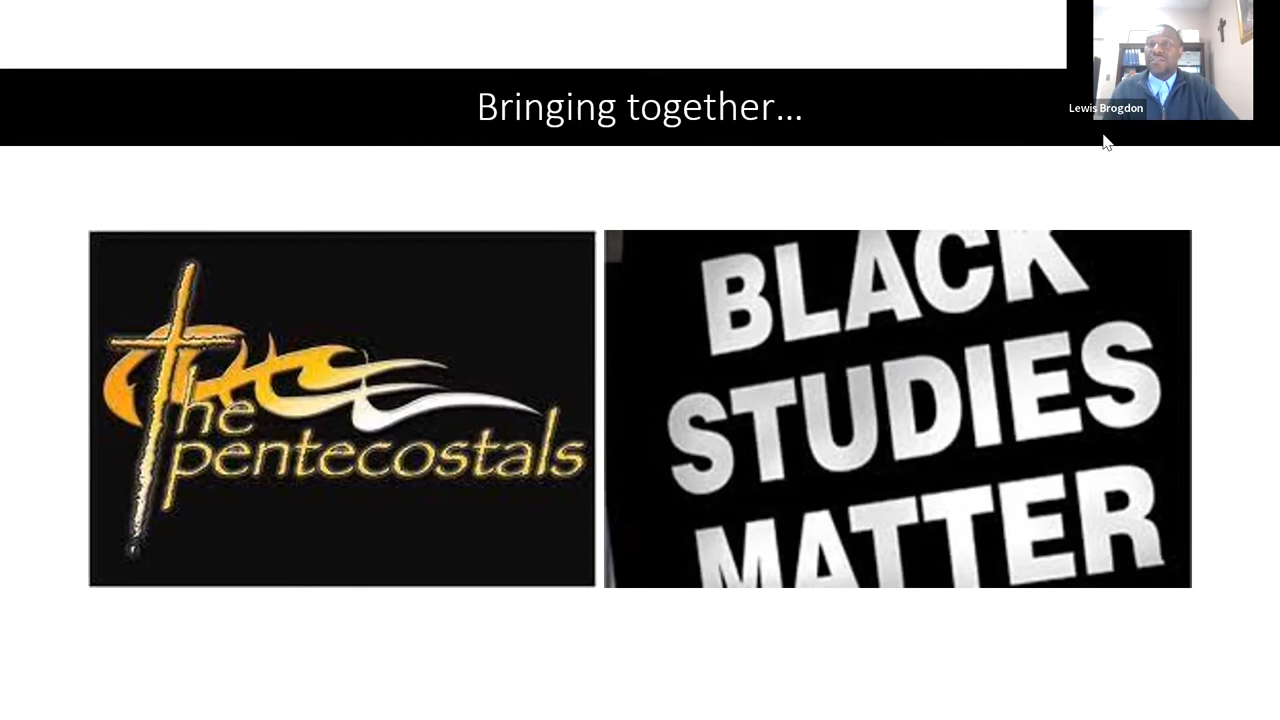 Bringing together...
Lewis Brogdon
The
pentecostals
BLACK
STUDIES
MATTER